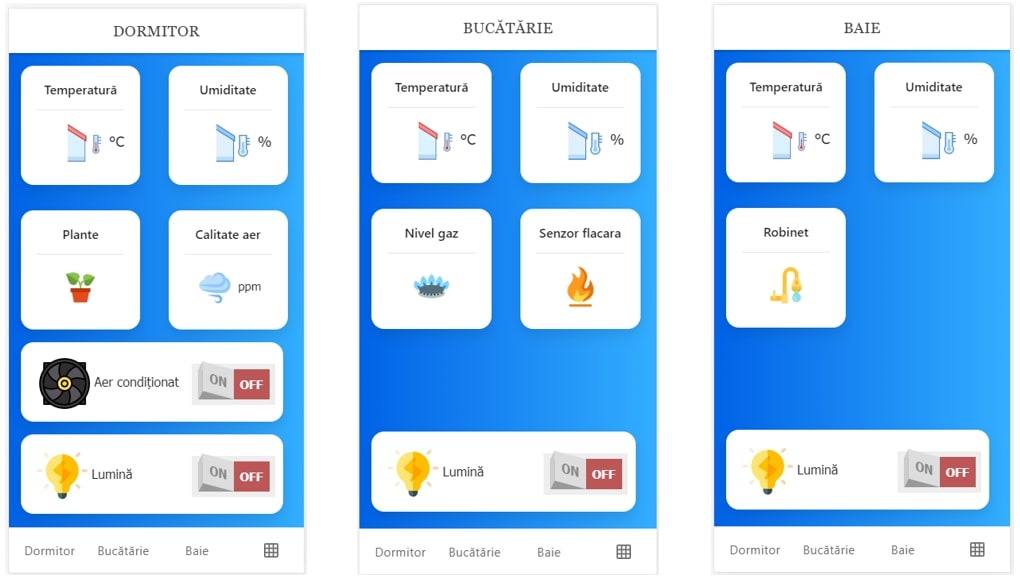 DORMITOR
Temperatură
Umiditate
°C
%
Plante
Calitate aer
ppm
Aer condiționat
ON
OFF
Lumină
ON
OFF
Dormitor
Bucătărie
Baie
BUCĂTĂRIE
Temperatură
Umiditate
°C
%
Nivel gaz
Senzor flacara
Lumină
ON
OFF
Dormitor
Bucătărie
Baie
BAIE
Temperatură
Umiditate
°C
%
Robinet
Lumină
ON
OFF
Dormitor
Bucătărie
Baie